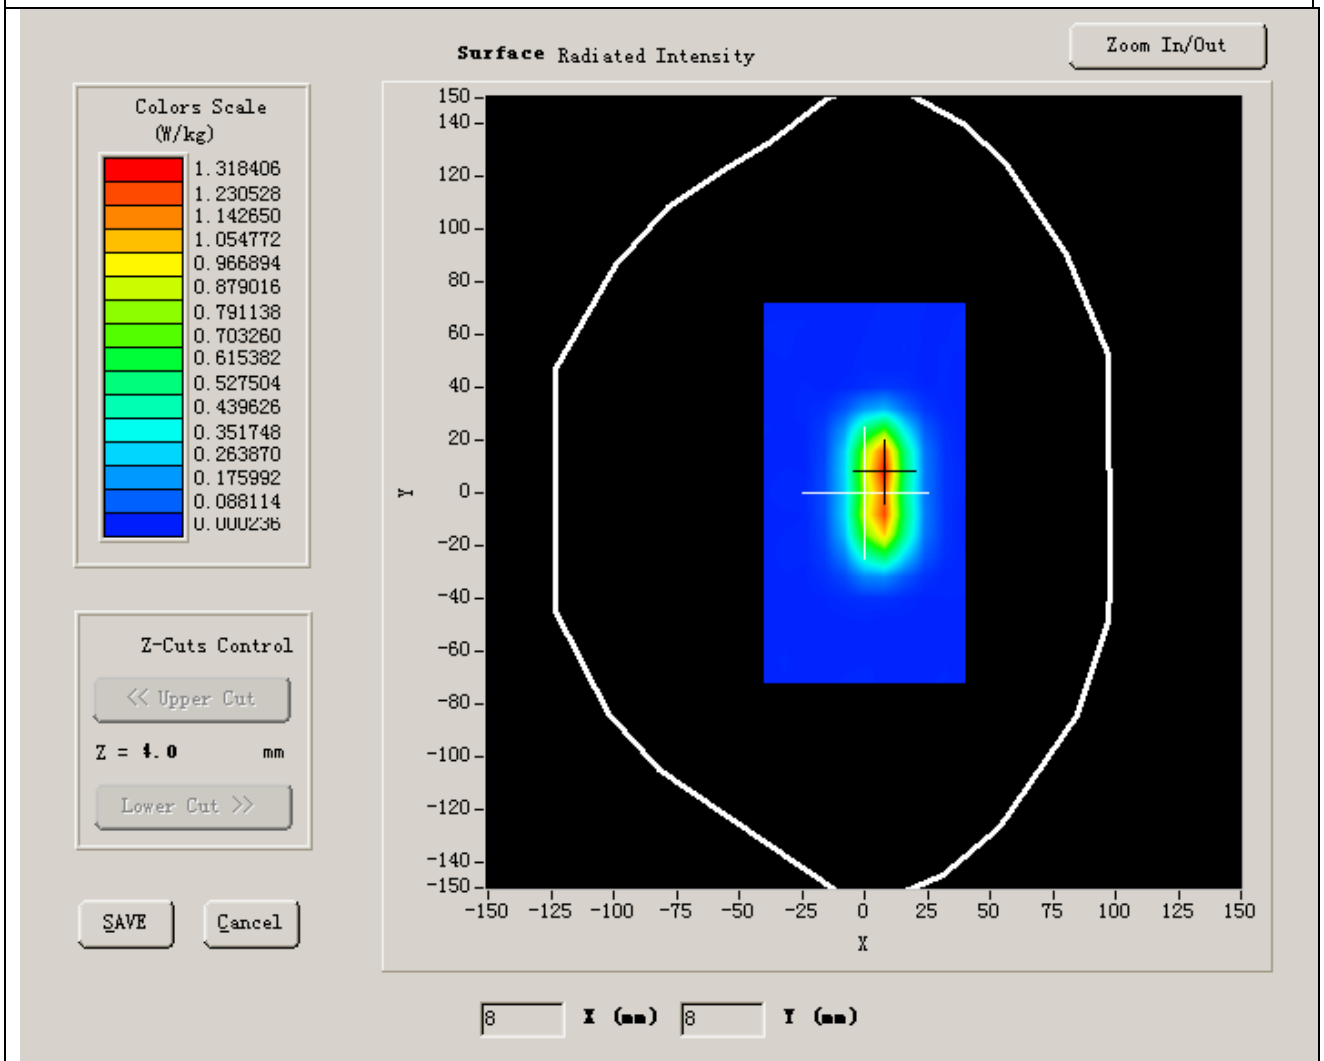 Surface Radiated Intensity
Zoom In/Out
Colors Scale
(W/kg)
1.318406
1.230528
1.142650
1.054772
0.966894
0.879016
0.791138
0.703260
0.615382
0.527504
0.439626
0.351748
0.263870
0.175992
0.088114
0.000236
Z-Cuts Control
<< Upper Cut
Z = 4.0 mm
Lower Cut >>
SAVE Cancel
150
140
120
100
80
60
40
20
0
-20
-40
-60
-80
-100
-120
-140
-150
Y
-150 -125 -100 -75 -50 -25 0 25 50 75 100 125 150
X
8 X (mm) 8 Y (mm)